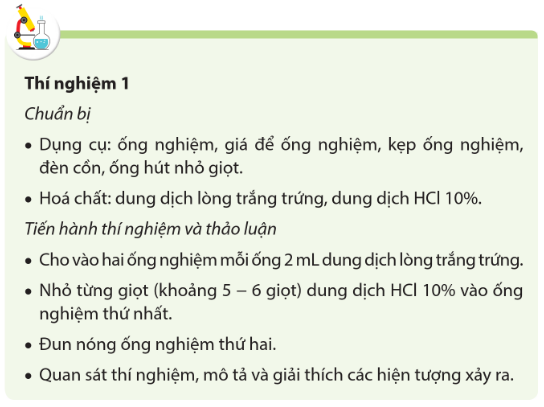 Thí nghiệm 1
Chuẩn bị
• Dụng cụ: ống nghiệm, giá để ống nghiệm, kẹp ống nghiệm,
đèn cồn, ống hút nhỏ giọt.
• Hoá chất: dung dịch lòng trắng trứng, dung dịch HCl 10%.
Tiến hành thí nghiệm và thảo luận
• Cho vào hai ống nghiệm mỗi ống 2 mL dung dịch lòng trắng trứng.
• Nhỏ từng giọt (khoảng 5 – 6 giọt) dung dịch HCl 10% vào ống
nghiệm thứ nhất.
• Đun nóng ống nghiệm thứ hai.
• Quan sát thí nghiệm, mô tả và giải thích các hiện tượng xảy ra.